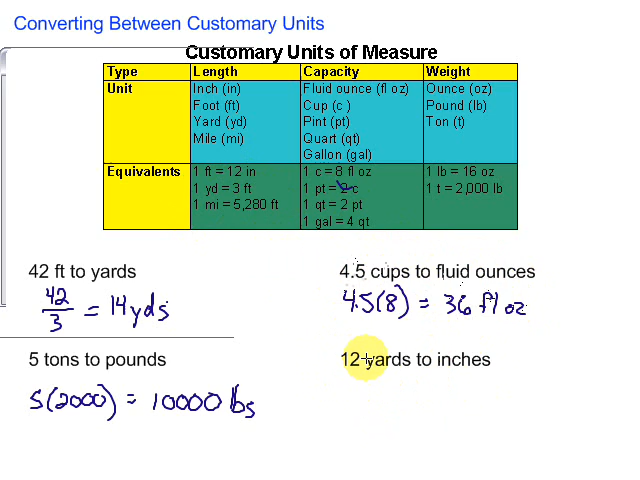 Converting Between Customary Units
Customary Units of Measure
Type Length Capacity Weight
Unit Inch (in) Fluid ounce (fl oz) Ounce (oz)
Foot (ft) Cup (c ) Pound (lb)
Yard (yd) Pint (pt) Ton (t)
Mile (mi) Quart (qt)
Gallon (gal)
Equivalents 1 ft = 12 in 1 c = 8 fl oz 1 lb = 16 oz
1 yd = 3 ft 1 pt = 2 c 1 t = 2,000 lb
1 mi = 5,280 ft 1 qt = 2 pt
1 gal = 4 qt
42 ft to yards
42/3 = 14 yds
4.5 cups to fluid ounces
4.5(8) = 36 fl oz
5 tons to pounds
5(2000) = 10000 lbs
12 yards to inches